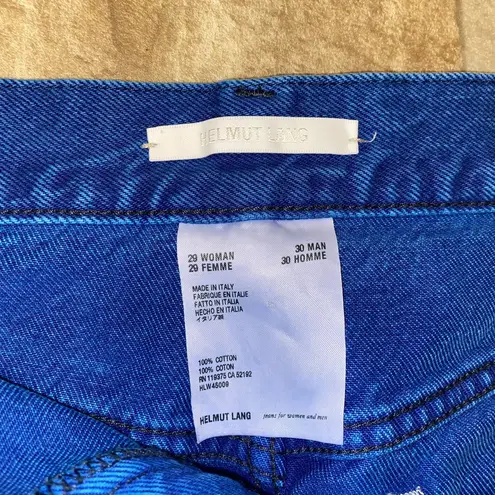 HELMUT LANG
29 WOMAN 30 MAN
29 FEMME 30 HOMME
MADE IN ITALY
FABRIQUE EN ITALIE
FATTO IN ITALIA
HECHO EN ITALIA
イタリア製
100% COTTON
100% COTON
RN 119375 CA 52192
HLW45009
HELMUT LANG jeans for women and men